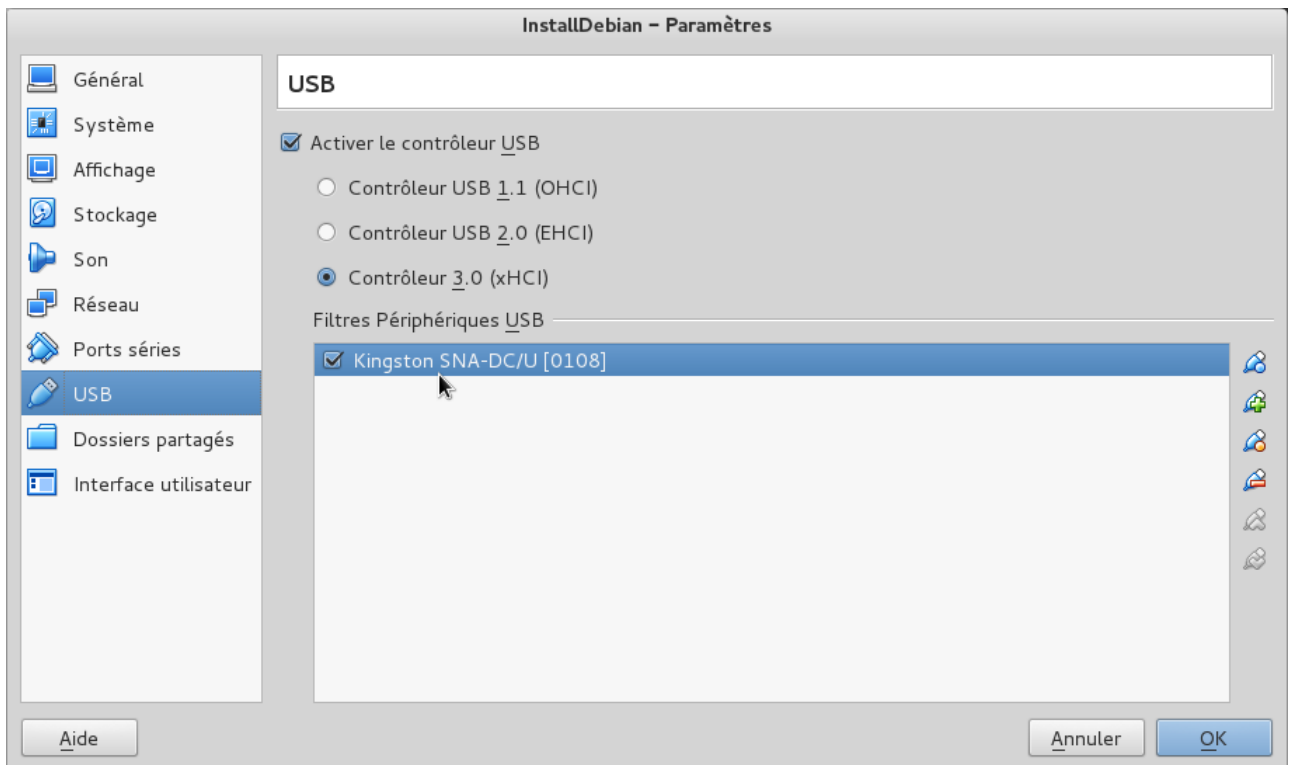 InstallDebian – Paramètres
Général
Système
Affichage
Stockage
Son
Réseau
Ports séries
USB
Dossiers partagés
Interface utilisateur
USB
Activer le contrôleur USB
Contrôleur USB 1.1 (OHCI)
Contrôleur USB 2.0 (EHCI)
Contrôleur 3.0 (xHCI)
Filtres Périphériques USB
Kingston SNA-DC/U [0108]
Aide
Annuler
OK